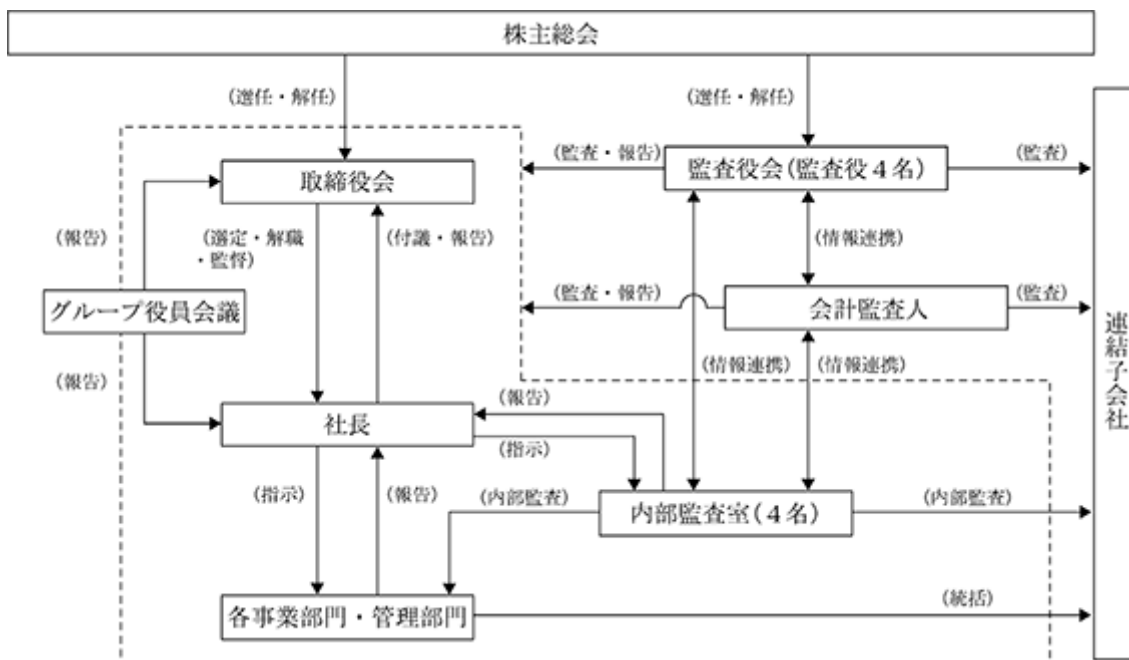 株主総会
(選任・解任)
(選任・解任)
(監査・報告)
監査役会(監査役4名)
(監査)
取締役会
(報告)
(選定・解職
・監督)
(付議・報告)
(情報連携)
グループ役員会議
(監査・報告)
会計監査人
(監査)
連結子会社
(報告)
(情報連携)
(情報連携)
社長
(報告)
(指示)
(指示)
(報告)
(内部監査)
内部監査室(4名)
(内部監査)
各事業部門・管理部門
(統括)